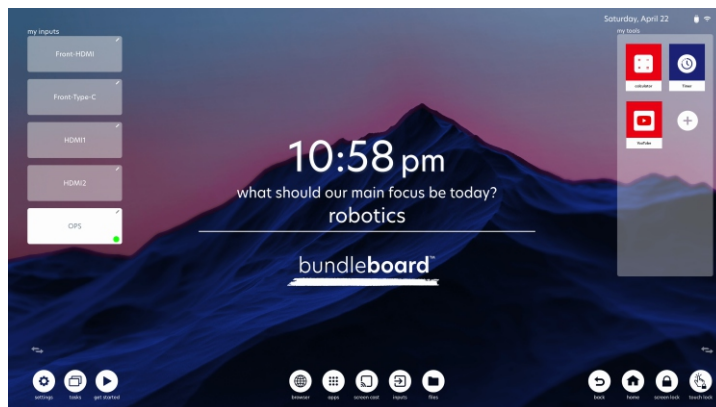 Saturday, April 22
my inputs
Front-HDMI
Front-Type-C
HDMI1
HDMI2
OPS
my tools
calculator
Timer
YouTube
10:58 pm
what should our main focus be today?
robotics
bundleboard™
settings
tasks
get started
browser
apps
screen cast
inputs
files
back
home
screen lock
touch lock